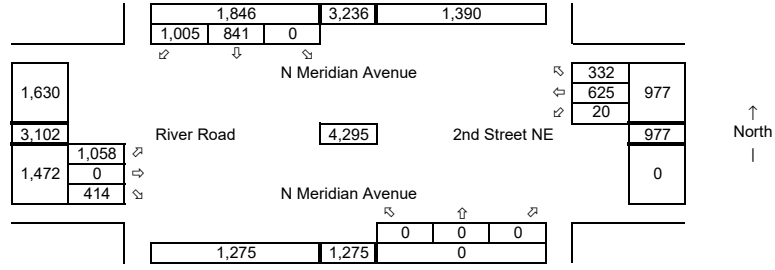 1,846 3,236 1,390
1,005 841 0
⬃ ⇩ ⬂
N Meridian Avenue
1,630
⬁ 332
⇦ 625 977
⬃ 20
3,102 River Road 4,295 2nd Street NE 977
↑
North
|
1,472
1,058 ⬀
0 ⇨
414 ⬂
0
N Meridian Avenue
⬁ ⇧ ⬀
0 0 0
1,275 1,275 0